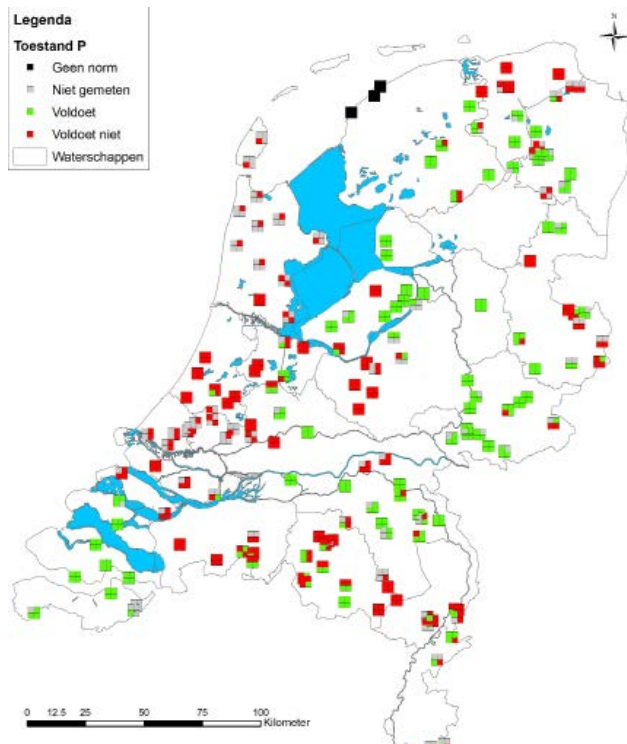 Legenda
Toestand P
Geen norm
Niet gemeten
Voldoet
Voldoet niet
Waterschappen
N
0 12.5 25 50 75 100
Kilometer